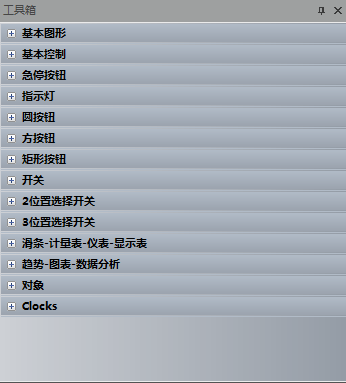 工具箱
基本图形
基本控制
急停按钮
指示灯
圆按钮
方按钮
矩形按钮
开关
2位置选择开关
3位置选择开关
滑条-计量表-仪表-显示表
趋势-图表-数据分析
对象
Clocks